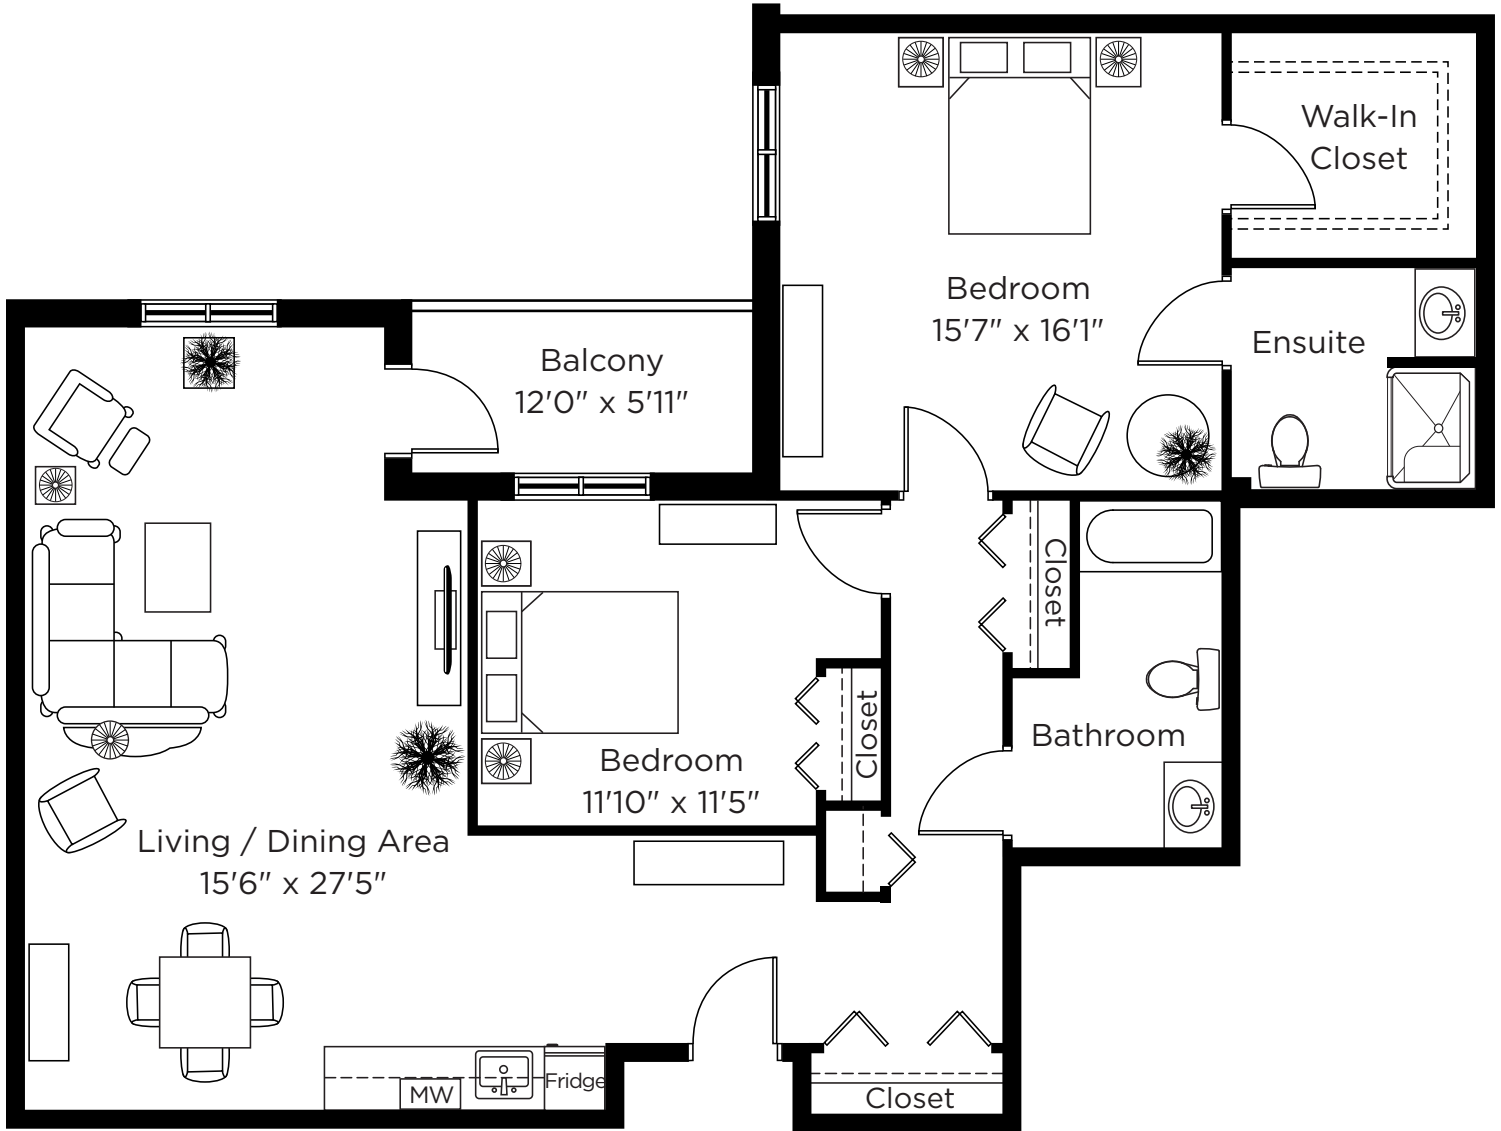 Walk-In
Closet
Bedroom
15'7" x 16'1"
Ensuite
Balcony
12'0" x 5'11"
Closet
Closet
Bathroom
Bedroom
11'10" x 11'5"
Living / Dining Area
15'6" x 27'5"
MW
Fridge
Closet